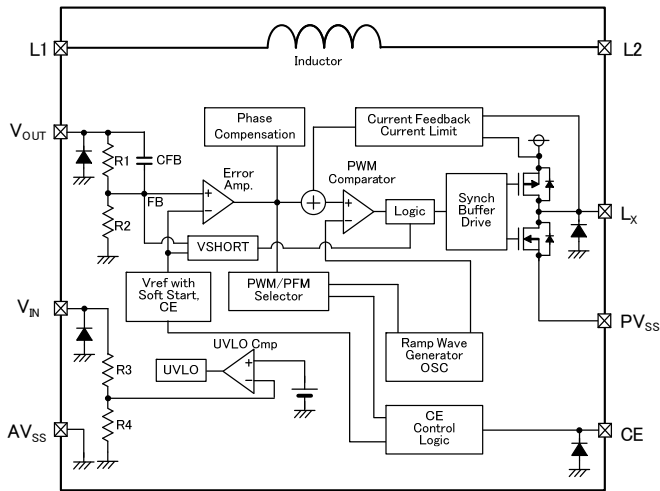 L1
L2
Inductor
VOUT
Phase
Compensation
Current Feedback
Current Limit
R1
CFB
Error
Amp.
PWM
Comparator
FB
R2
+
−
+
+
−
Logic
Synch
Buffer
Drive
LX
VSHORT
VIN
Vref with
Soft Start,
CE
PWM/PFM
Selector
PVSS
Ramp Wave
Generator
OSC
UVLO Cmp
R3
UVLO
+
−
R4
AVSS
CE
Control
Logic
CE